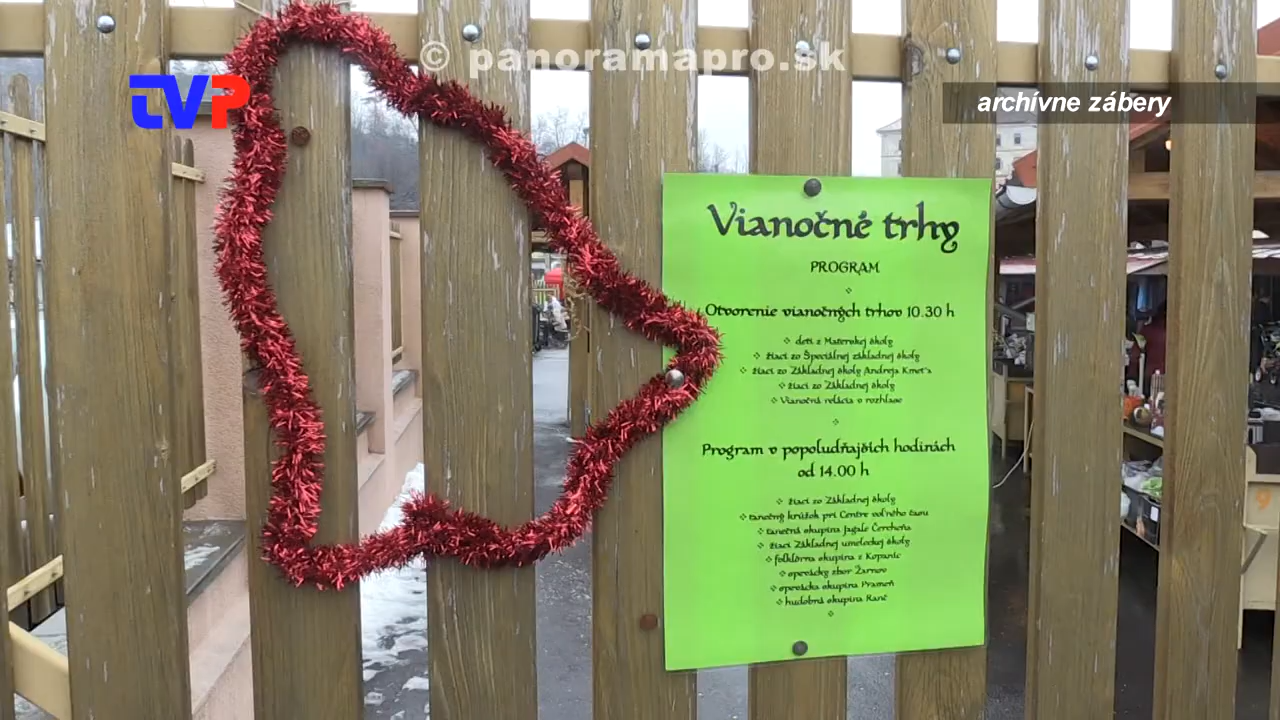 © panoramapro.sk
TVP
archívne zábery
Vianočné trhy
PROGRAM
Otvorenie vianočných trhov 10.30 h
deti z Materskej školy
žiaci zo Špeciálnej základnej školy
žiaci zo Základnej školy Andreja Kmeťa
žiaci zo Základnej školy
Vianočná relácia v rozhlase
Program v popoludňajších hodinách
od 14.00 h
žiaci zo Základnej školy
tanečný krúžok pri Centre voľného času
tanečná skupina Jagale Čercheňa
žiaci Základnej umeleckej školy
folklórna skupina z Kopaníc
spevácky zbor Žarnov
spevácka skupina Prameň
hudobná skupina Rané